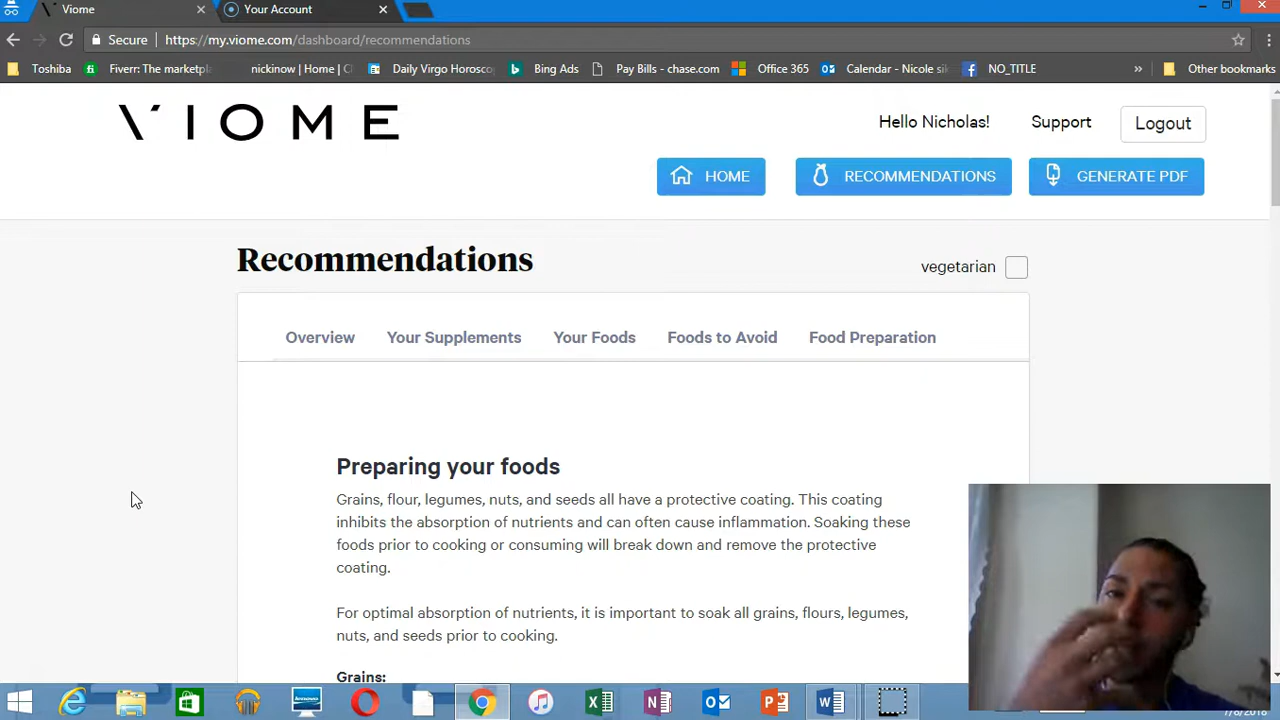 Viome
Your Account
Secure
https://my.viome.com/dashboard/recommendations
Toshiba
Fiverr: The marketpl
nickinow | Home | C
Daily Virgo Horosco
Bing Ads
Pay Bills - chase.com
Office 365
Calendar - Nicole si
NO_TITLE
»
Other bookmarks
VIOME
Hello Nicholas!
Support
Logout
HOME
RECOMMENDATIONS
GENERATE PDF
Recommendations
vegetarian
Overview
Your Supplements
Your Foods
Foods to Avoid
Food Preparation
Preparing your foods
Grains, flour, legumes, nuts, and seeds all have a protective coating. This coating
inhibits the absorption of nutrients and can often cause inflammation. Soaking these
foods prior to cooking or consuming will break down and remove the protective
coating.
For optimal absorption of nutrients, it is important to soak all grains, flours, legumes,
nuts, and seeds prior to cooking.
Grains:
7/8/2018